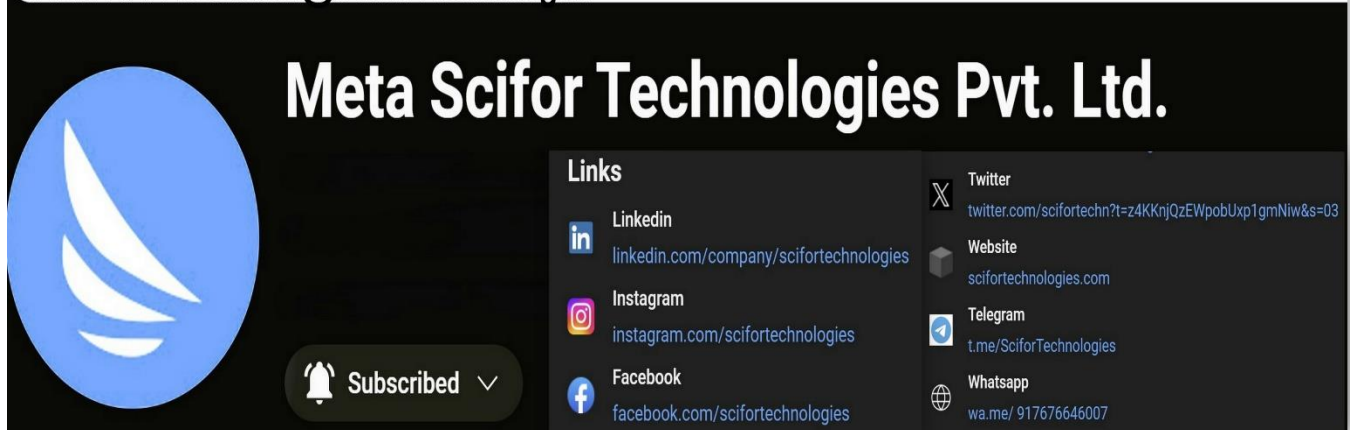 Meta Scifor Technologies Pvt. Ltd.
Subscribed
Links
Linkedin
linkedin.com/company/scifortechnologies
Instagram
instagram.com/scifortechnologies
Facebook
facebook.com/scifortechnologies
Twitter
twitter.com/scifortechn?t=z4KKnjQzEWpobUxp1gmNiw&s=03
Website
scifortechnologies.com
Telegram
t.me/SciforTechnologies
Whatsapp
wa.me/ 917676646007